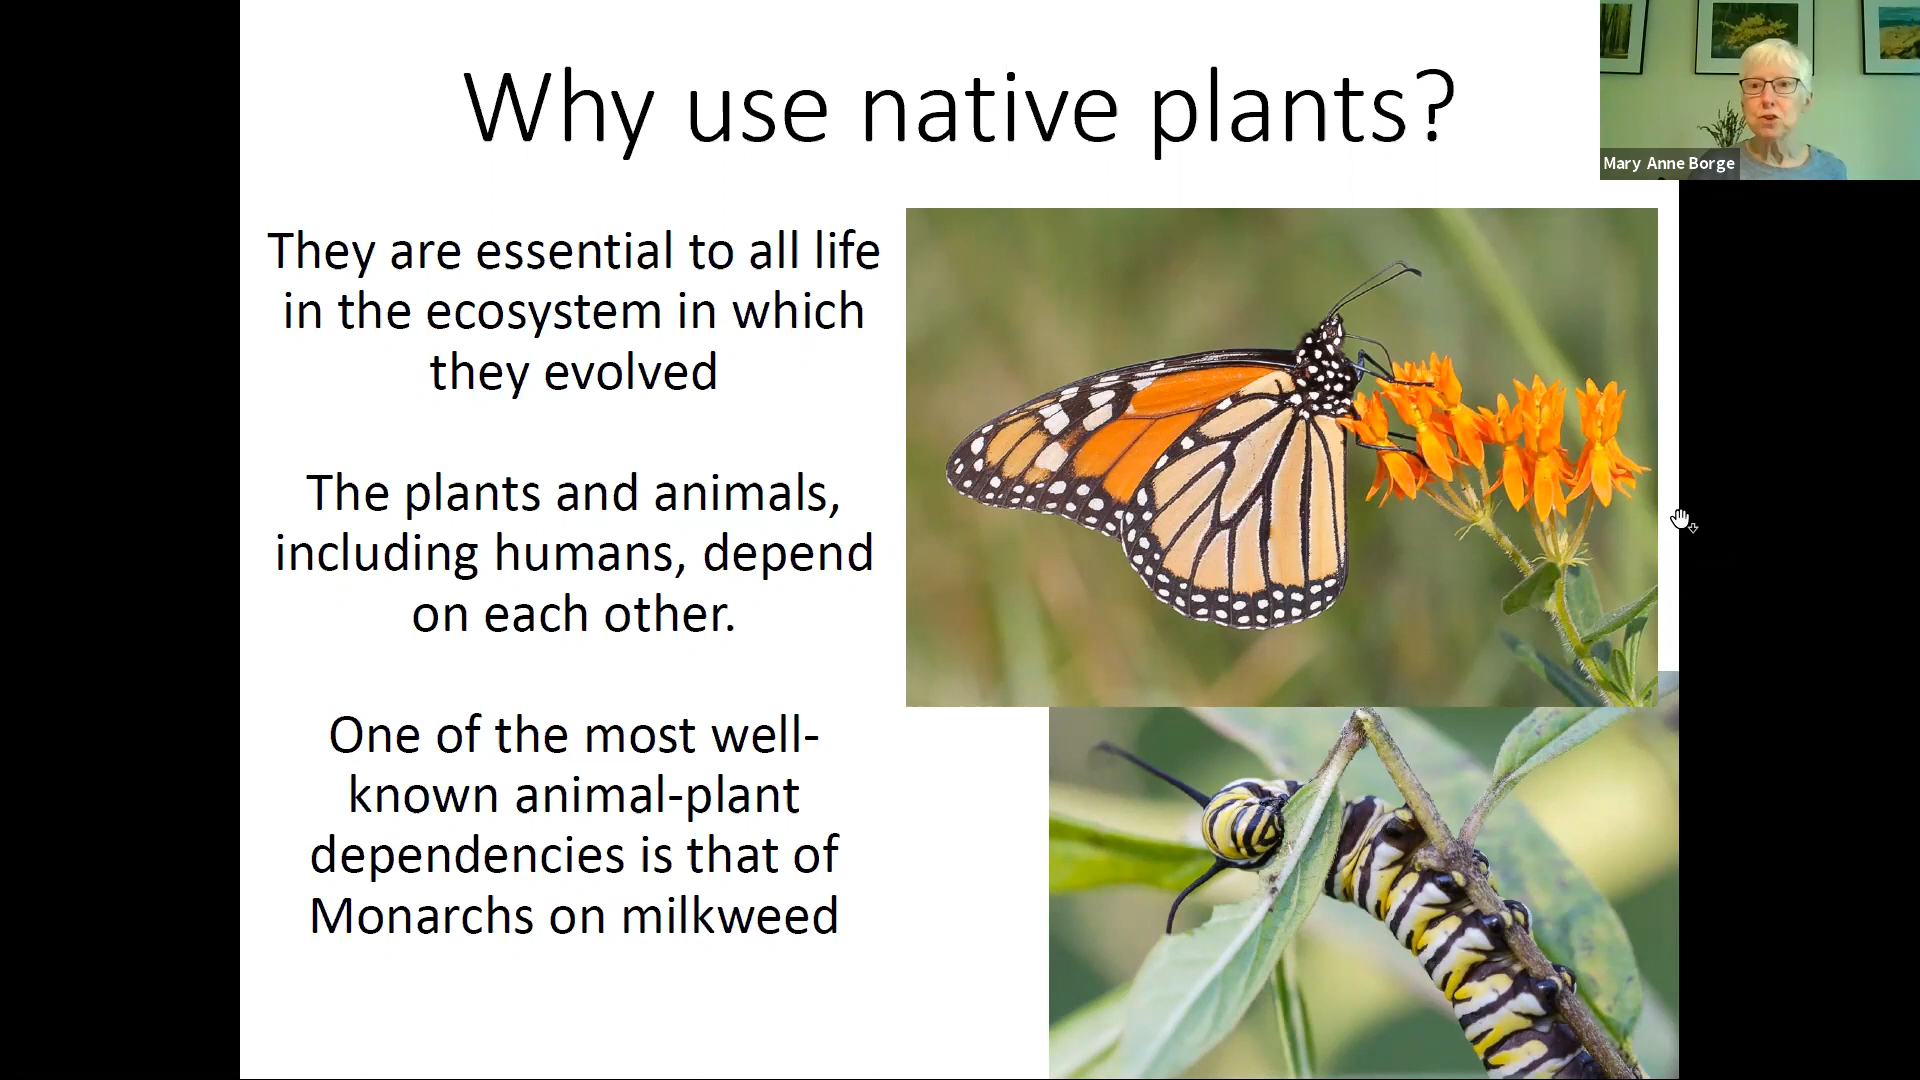 Why use native plants?
Mary Anne Borge
They are essential to all life
in the ecosystem in which
they evolved
The plants and animals,
including humans, depend
on each other.
One of the most well-
known animal-plant
dependencies is that of
Monarchs on milkweed